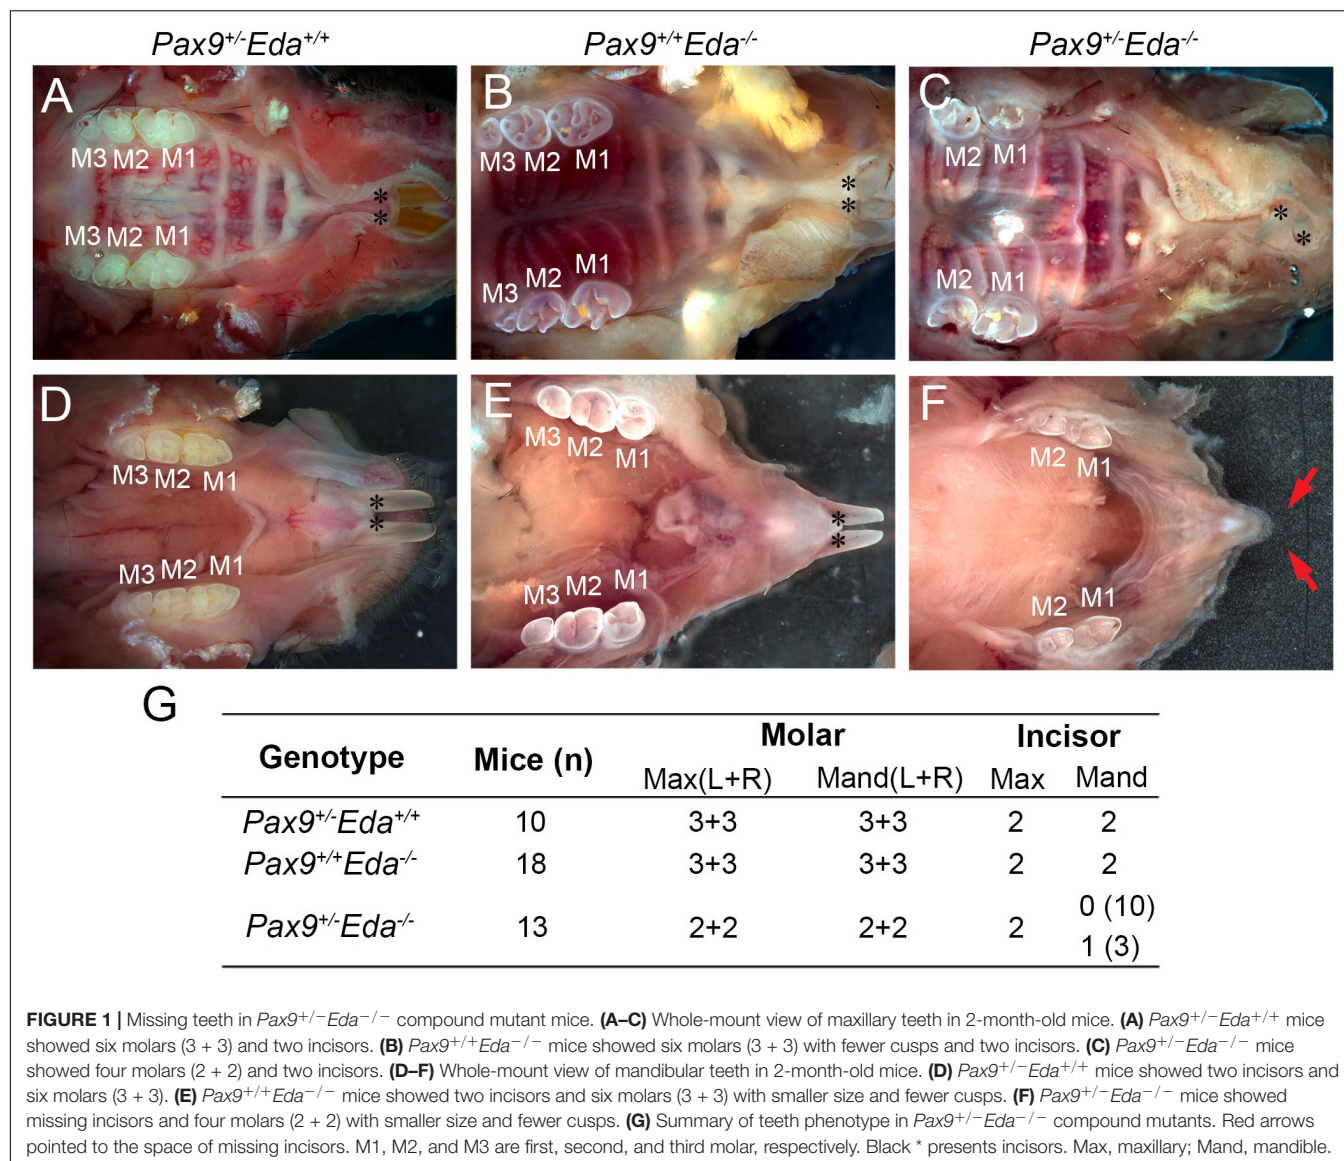 Pax9+/-Eda+/+ Pax9+/+Eda-/- Pax9+/-Eda-/-
A
M3 M2 M1
*
*
M3 M2 M1
B
M3 M2 M1
*
*
M3 M2 M1
C
M2 M1
*
*
M2 M1
D
M3 M2 M1
*
*
M3 M2 M1
E
M3 M2 M1
*
*
M3 M2 M1
F
M2 M1
M2 M1
G
Genotype Mice (n) Molar Incisor
Max(L+R) Mand(L+R) Max Mand
Pax9+/-Eda+/+ 10 3+3 3+3 2 2
Pax9+/+Eda-/- 18 3+3 3+3 2 2
Pax9+/-Eda-/- 13 2+2 2+2 2 0 (10)
1 (3)
FIGURE 1 | Missing teeth in Pax9+/−Eda−/− compound mutant mice. (A–C) Whole-mount view of maxillary teeth in 2-month-old mice. (A) Pax9+/−Eda+/+ mice
showed six molars (3 + 3) and two incisors. (B) Pax9+/+Eda−/− mice showed six molars (3 + 3) with fewer cusps and two incisors. (C) Pax9+/−Eda−/− mice
showed four molars (2 + 2) and two incisors. (D–F) Whole-mount view of mandibular teeth in 2-month-old mice. (D) Pax9+/−Eda+/+ mice showed two incisors and
six molars (3 + 3). (E) Pax9+/+Eda−/− mice showed two incisors and six molars (3 + 3) with smaller size and fewer cusps. (F) Pax9+/−Eda−/− mice showed
missing incisors and four molars (2 + 2) with smaller size and fewer cusps. (G) Summary of teeth phenotype in Pax9+/−Eda−/− compound mutants. Red arrows
pointed to the space of missing incisors. M1, M2, and M3 are first, second, and third molar, respectively. Black * presents incisors. Max, maxillary; Mand, mandible.